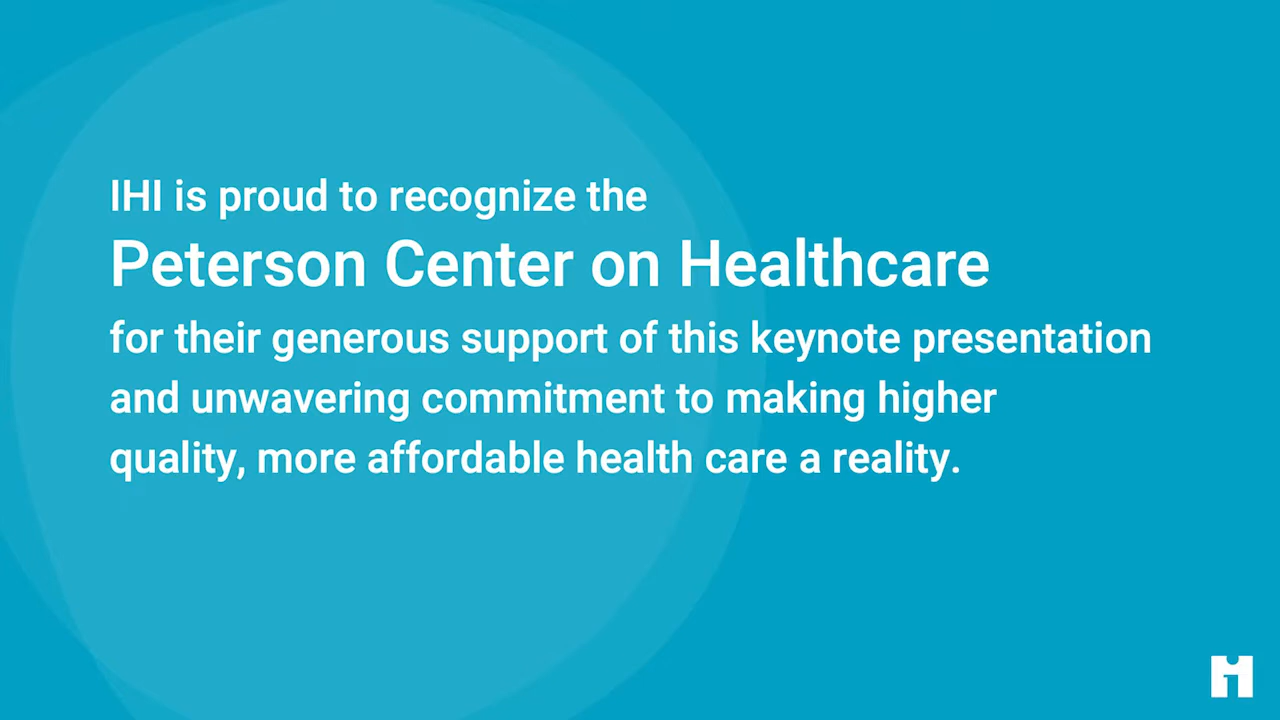 IHI is proud to recognize the
Peterson Center on Healthcare
for their generous support of this keynote presentation
and unwavering commitment to making higher
quality, more affordable health care a reality.